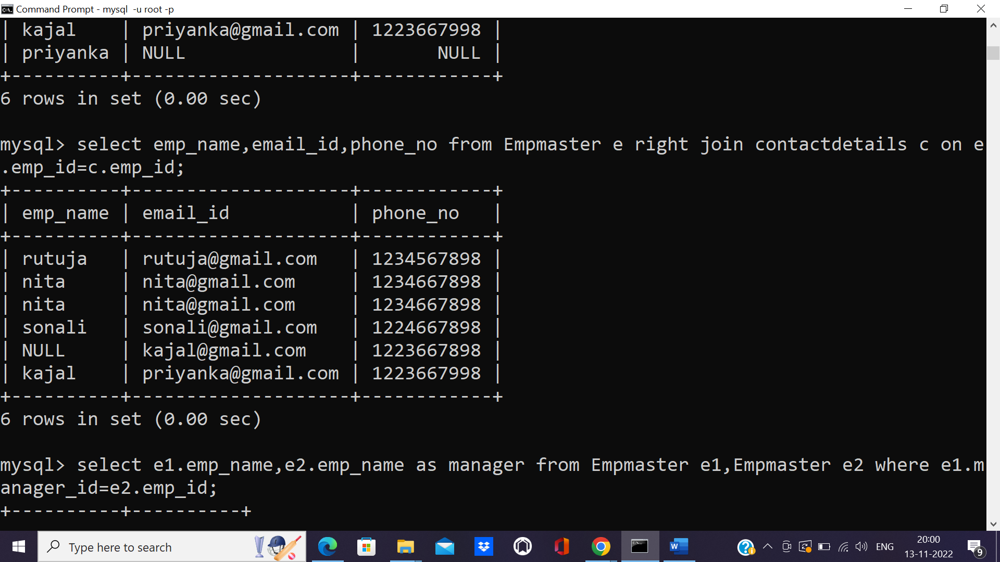 Command Prompt - mysql  -u root -p
| kajal    | priyanka@gmail.com | 1223667998 |
| priyanka | NULL               |       NULL |
+----------+--------------------+------------+
6 rows in set (0.00 sec)
mysql> select emp_name,email_id,phone_no from Empmaster e right join contactdetails c on e
.emp_id=c.emp_id;
+----------+--------------------+------------+
| emp_name | email_id           | phone_no   |
+----------+--------------------+------------+
| rutuja   | rutuja@gmail.com   | 1234567898 |
| nita     | nita@gmail.com     | 1234667898 |
| nita     | nita@gmail.com     | 1234667898 |
| sonali   | sonali@gmail.com   | 1224667898 |
| NULL     | kajal@gmail.com    | 1223667898 |
| kajal    | priyanka@gmail.com | 1223667998 |
+----------+--------------------+------------+
6 rows in set (0.00 sec)
mysql> select e1.emp_name,e2.emp_name as manager from Empmaster e1,Empmaster e2 where e1.m
anager_id=e2.emp_id;
+----------+----------+
Type here to search
ENG
20:00
13-11-2022
9